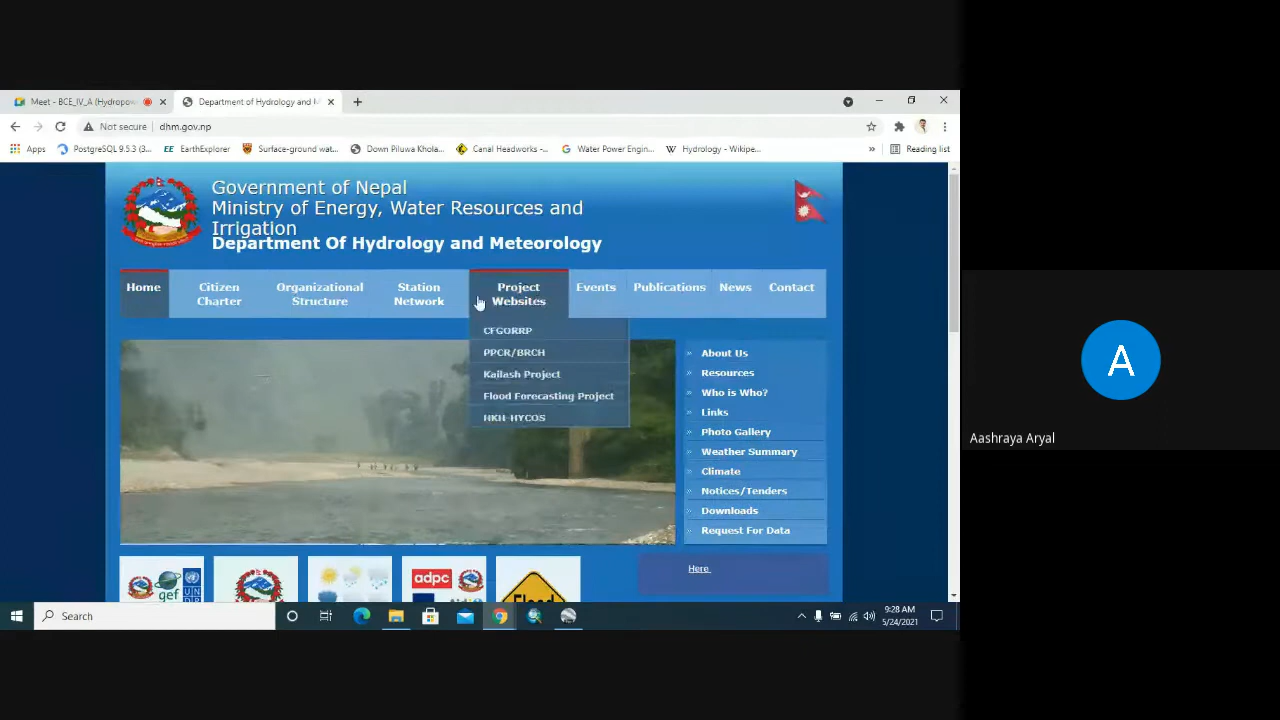 Meet - BCE_IV_A (Hydropow
Department of Hydrology and M
Not secure
dhm.gov.np
Apps
PostgreSQL 9.5.3 (3...
EE
EarthExplorer
Surface-ground wat...
Down Piluwa Khola...
Canal Headworks -...
Water Power Engin...
W
Hydrology - Wikipe...
»
Reading list
Government of Nepal
Ministry of Energy, Water Resources and
Irrigation
Department Of Hydrology and Meteorology
Home
Citizen
Charter
Organizational
Structure
Station
Network
Project
Websites
Events
Publications
News
Contact
CFGORRP
PPCR/BRCH
Kailash Project
Flood Forecasting Project
HKH-HYCOS
About Us
Resources
Who is Who?
Links
Photo Gallery
Weather Summary
Climate
Notices/Tenders
Downloads
Request For Data
gef
U N
D P
adpc
Flood
Here
Search
9:28 AM
5/24/2021
A
Aashraya Aryal